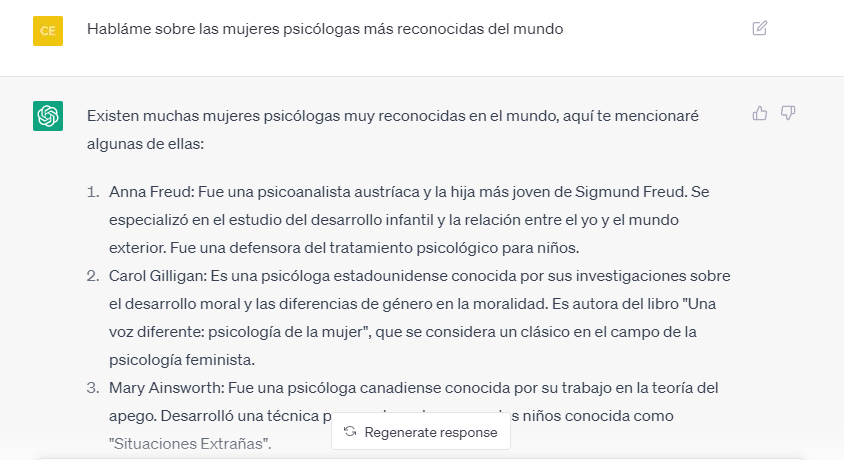 CE
Habláme sobre las mujeres psicólogas más reconocidas del mundo
Existen muchas mujeres psicólogas muy reconocidas en el mundo, aquí te mencionaré
algunas de ellas:
1. Anna Freud: Fue una psicoanalista austríaca y la hija más joven de Sigmund Freud. Se
especializó en el estudio del desarrollo infantil y la relación entre el yo y el mundo
exterior. Fue una defensora del tratamiento psicológico para niños.
2. Carol Gilligan: Es una psicóloga estadounidense conocida por sus investigaciones sobre
el desarrollo moral y las diferencias de género en la moralidad. Es autora del libro "Una
voz diferente: psicología de la mujer", que se considera un clásico en el campo de la
psicología feminista.
3. Mary Ainsworth: Fue una psicóloga canadiense conocida por su trabajo en la teoría del
apego. Desarrolló una técnica niños conocida como
"Situaciones Extrañas".
Regenerate response